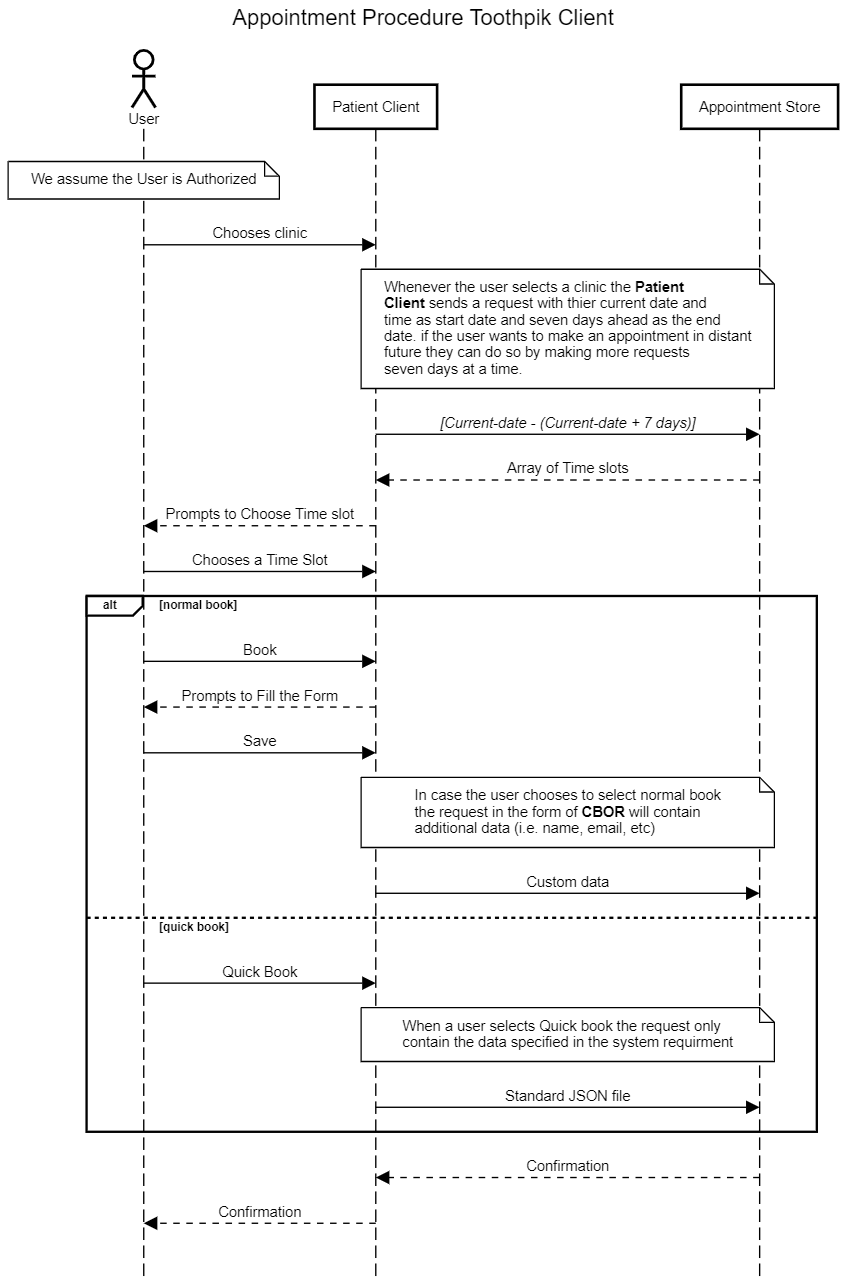 Appointment Procedure Toothpik Client
User
Patient Client
Appointment Store
We assume the User is Authorized
Chooses clinic
Whenever the user selects a clinic the Patient
Client sends a request with thier current date and
time as start date and seven days ahead as the end
date. if the user wants to make an appointment in distant
future they can do so by making more requests
seven days at a time.
[Current-date - (Current-date + 7 days)]
Array of Time slots
Prompts to Choose Time slot
Chooses a Time Slot
alt
[normal book]
Book
Prompts to Fill the Form
Save
In case the user chooses to select normal book
the request in the form of CBOR will contain
additional data (i.e. name, email, etc)
Custom data
[quick book]
Quick Book
When a user selects Quick book the request only
contain the data specified in the system requirment
Standard JSON file
Confirmation
Confirmation